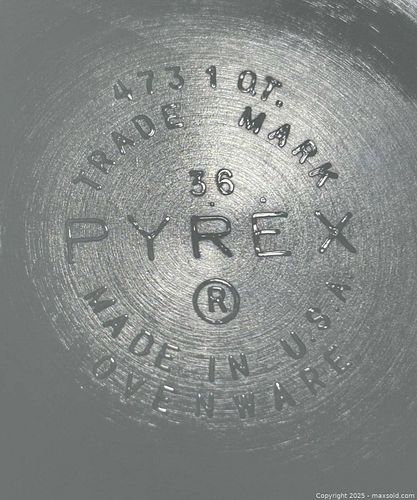 473 1 QT.
TRADE MARK
36
PYREX
®
MADE IN U.S.A
OVENWARE
Copyright 2025 - maxsold.com